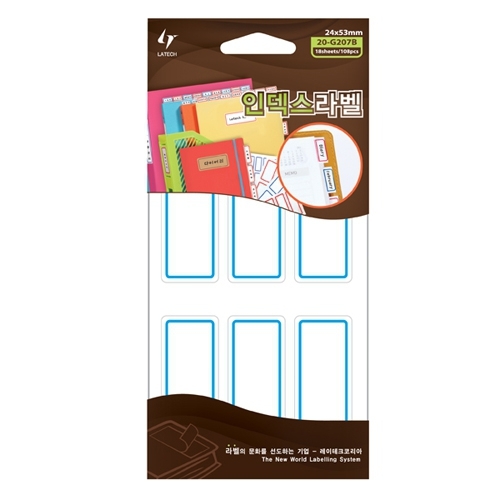 LATECH
24x53mm
20-G207B
18sheets/108pcs
인덱스라벨
라벨의 문화를 선도하는 기업 - 레이테크코리아
The New World Labelling System